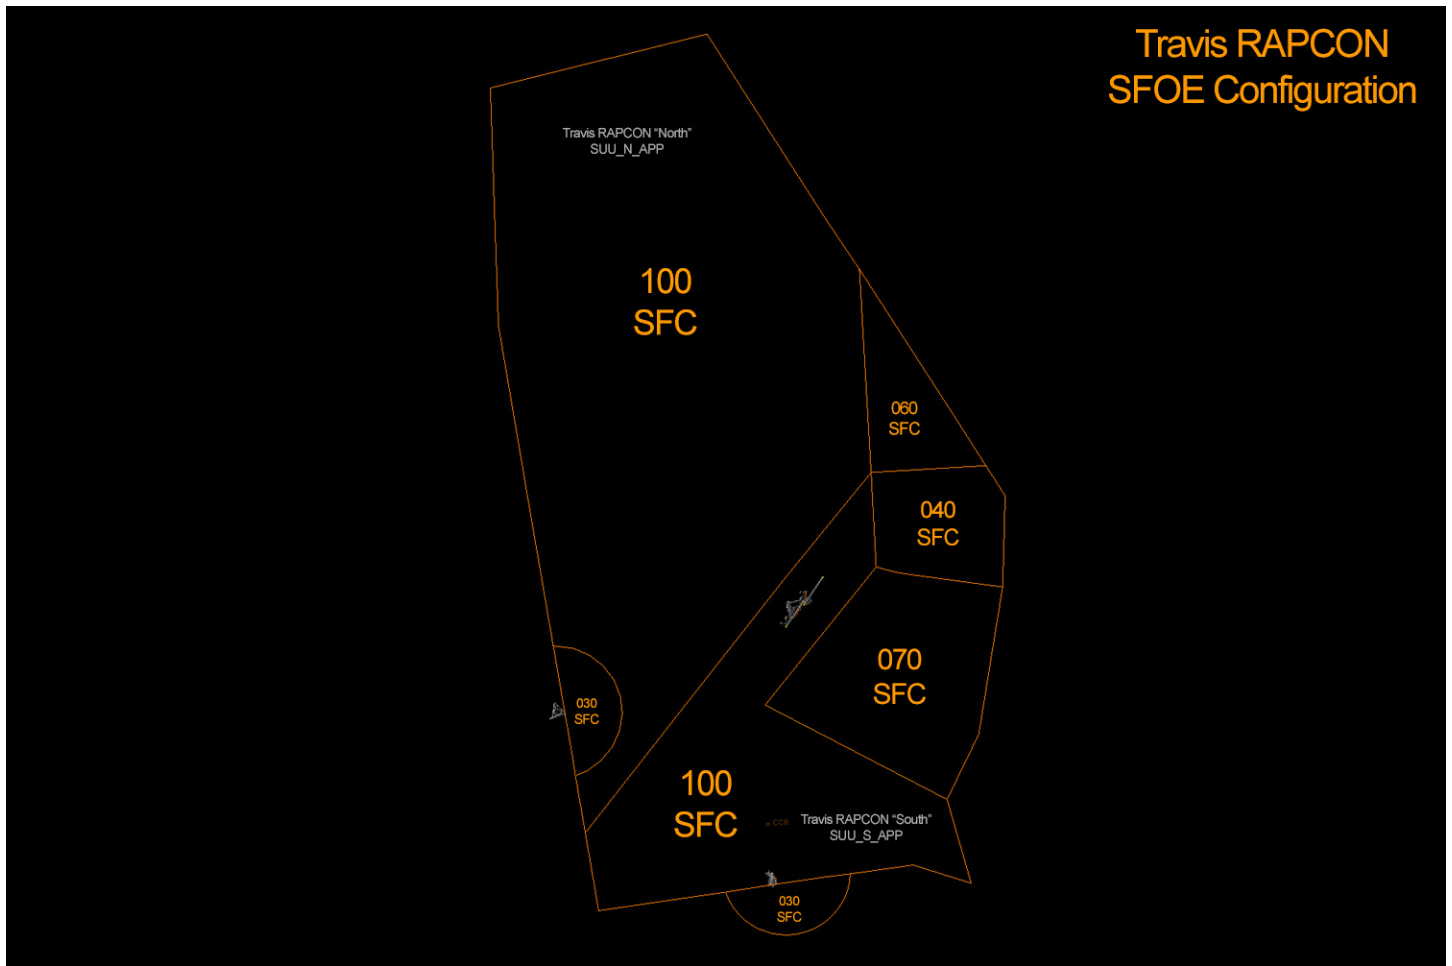 Travis RAPCON
SFOE Configuration
Travis RAPCON “North”
SUU_N_APP
100
SFC
060
SFC
040
SFC
070
SFC
030
SFC
100
SFC
CCR
Travis RAPCON “South”
SUU_S_APP
030
SFC